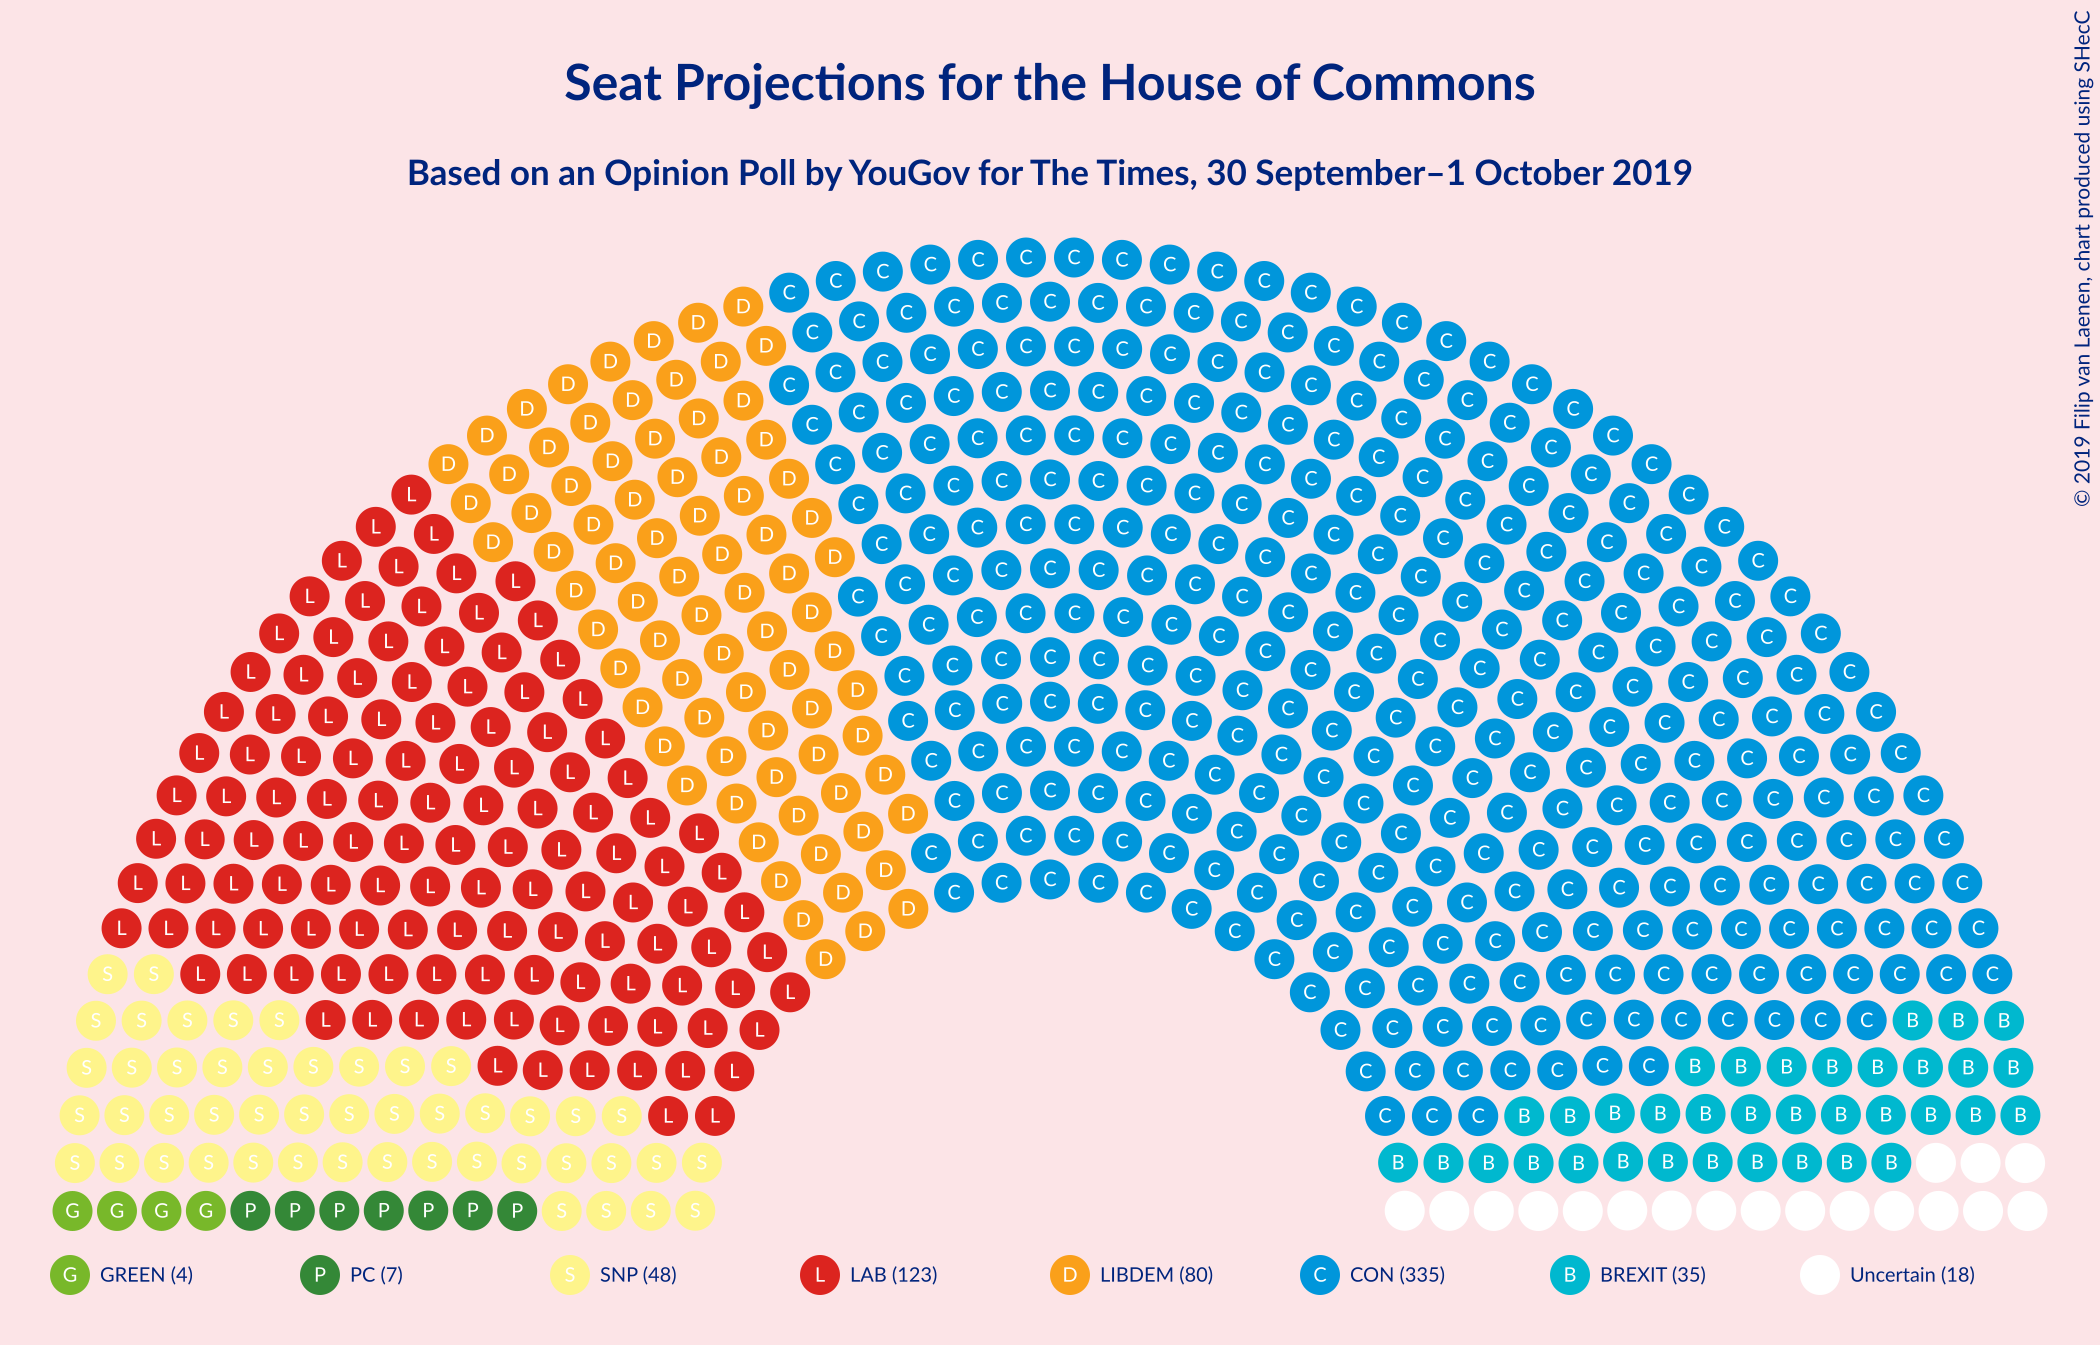 Seat Projections for the House of Commons
Based on an Opinion Poll by YouGov for The Times, 30 September–1 October 2019
© 2019 Filip van Laenen, chart produced using SHecC
G GREEN (4)
P PC (7)
S SNP (48)
L LAB (123)
D LIBDEM (80)
C CON (335)
B BREXIT (35)
Uncertain (18)